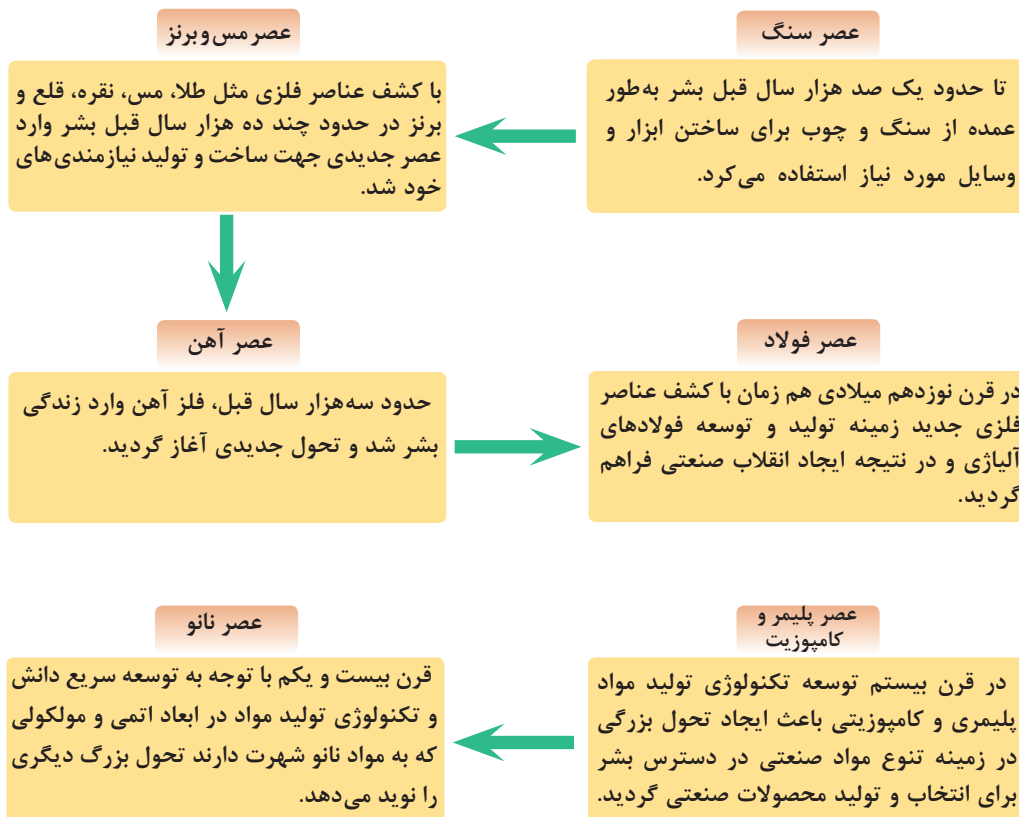 عصر سنگ
تا حدود یک صد هزار سال قبل بشر به‌طور
عمده از سنگ و چوب برای ساختن ابزار و
وسایل مورد نیاز استفاده می‌کرد.
عصرمس‌وبرنز
با کشف عناصر فلزی مثل طلا، مس، نقره، قلع و
برنز در حدود چند ده هزار سال قبل بشر وارد
عصر جدیدی جهت ساخت و تولید نیازمندی‌های
خود شد.
عصر آهن
حدود سه‌هزار سال قبل، فلز آهن وارد زندگی
بشر شد و تحول جدیدی آغاز گردید.
عصر فولاد
در قرن نوزدهم میلادی هم زمان با کشف عناصر
فلزی جدید زمینه تولید و توسعه فولادهای
آلیاژی و در نتیجه ایجاد انقلاب صنعتی فراهم
گردید.
عصر پلیمر و
کامپوزیت
در قرن بیستم توسعه تکنولوژی تولید مواد
پلیمری و کامپوزیتی باعث ایجاد تحول بزرگی
در زمینه تنوع مواد صنعتی در دسترس بشر
برای انتخاب و تولید محصولات صنعتی گردید.
عصر نانو
قرن بیست و یکم با توجه به توسعه سریع دانش
و تکنولوژی تولید مواد در ابعاد اتمی و مولکولی
که به مواد نانو شهرت دارند تحول بزرگ دیگری
را نوید می‌دهد.